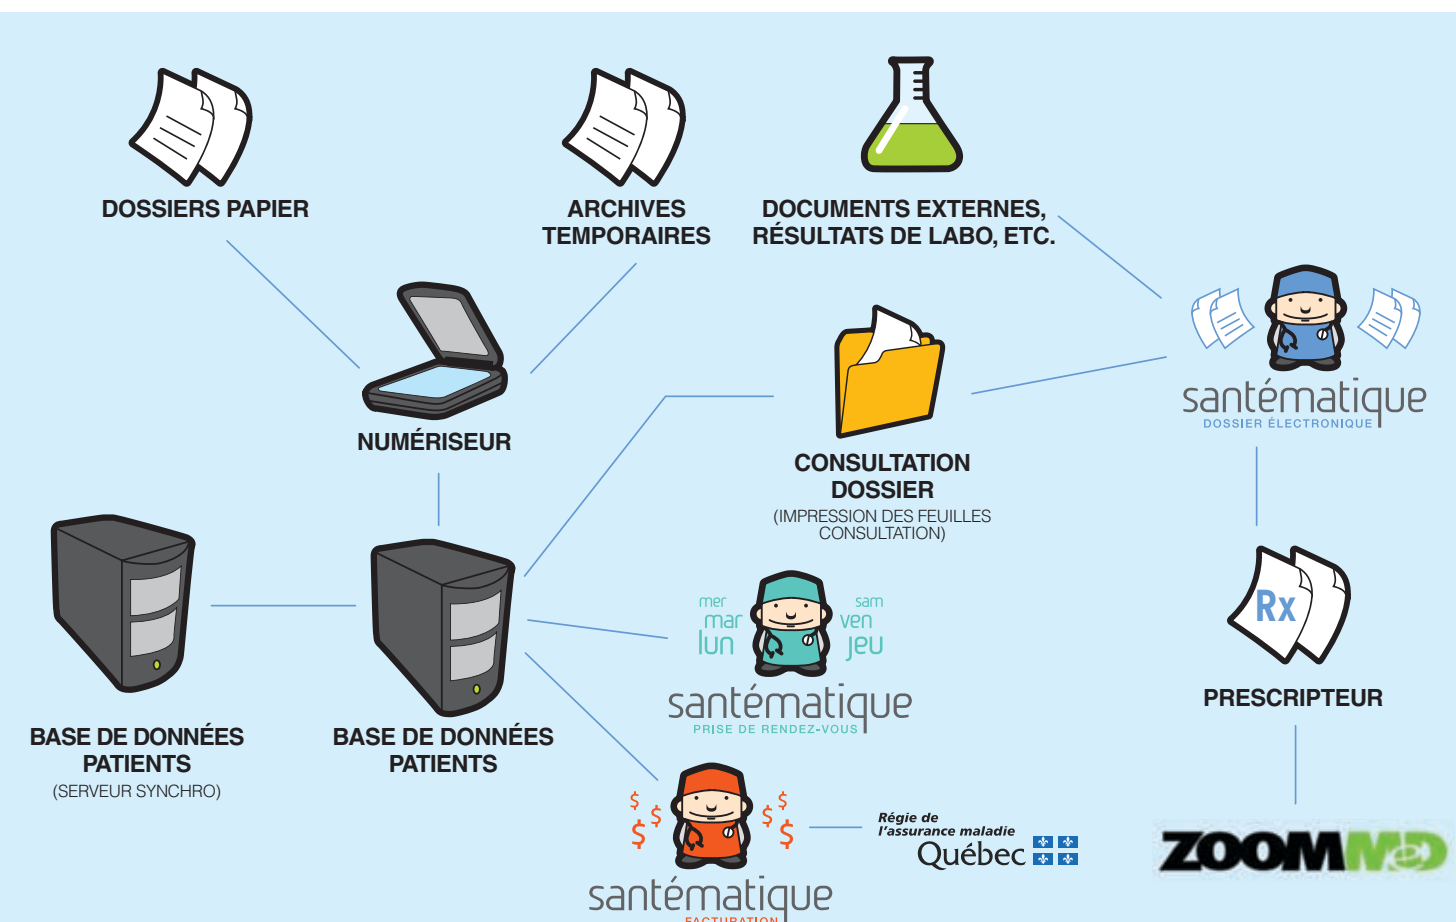 DOSSIERS PAPIER
ARCHIVES
TEMPORAIRES
DOCUMENTS EXTERNES,
RÉSULTATS DE LABO, ETC.
NUMÉRISEUR
santématique
DOSSIER ÉLECTRONIQUE
CONSULTATION
DOSSIER
(IMPRESSION DES FEUILLES
CONSULTATION)
BASE DE DONNÉES
PATIENTS
(SERVEUR SYNCHRO)
BASE DE DONNÉES
PATIENTS
mer
mar
lun
sam
ven
jeu
santématique
PRISE DE RENDEZ-VOUS
Rx
PRESCRIPTEUR
$ $ $
$ $ $
santématique
FACTURATION
Régie de
l'assurance maladie
Québec
ZOOMMeD